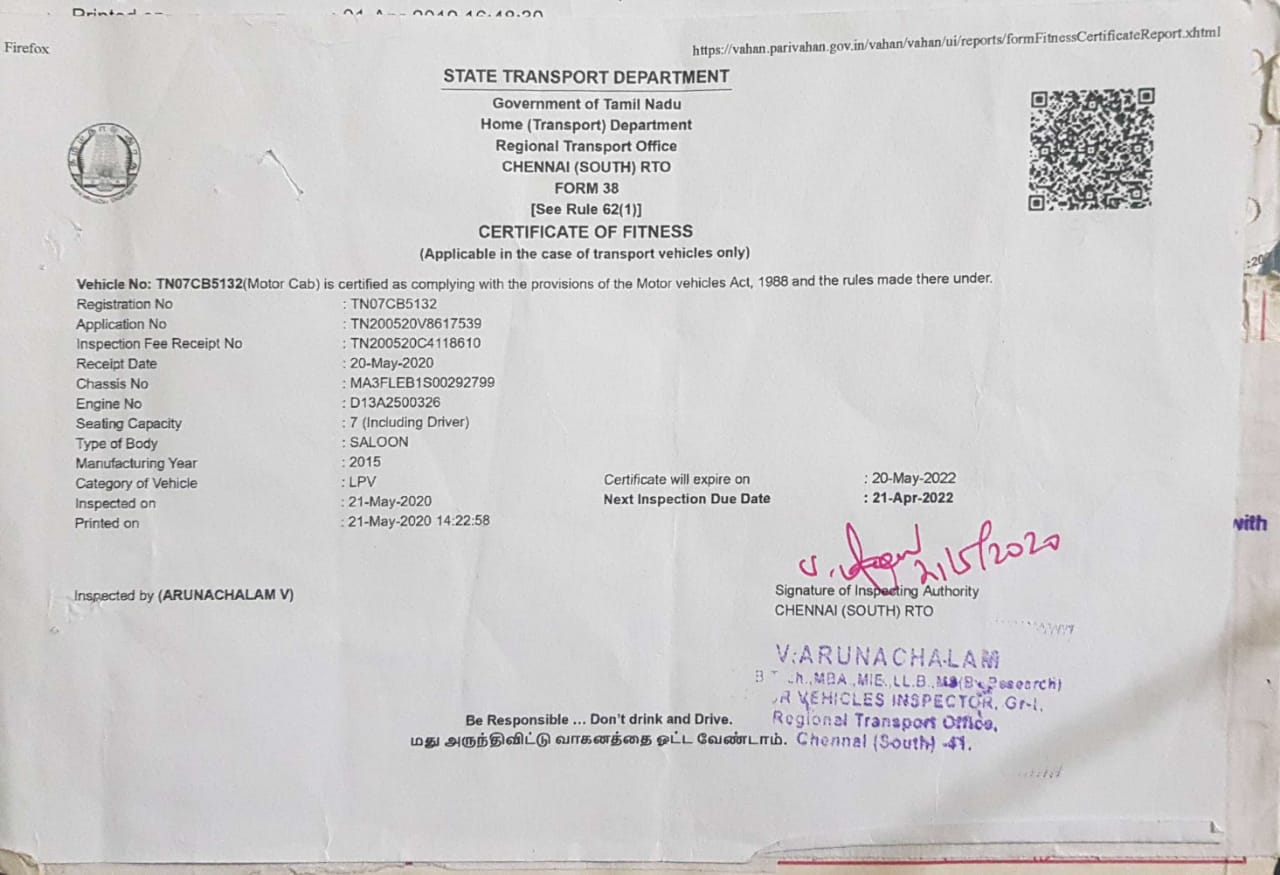 Firefox
https://vahan.parivahan.gov.in/vahan/vahan/ui/reports/formFitnessCertificateReport.xhtml
STATE TRANSPORT DEPARTMENT
Government of Tamil Nadu
Home (Transport) Department
Regional Transport Office
CHENNAI (SOUTH) RTO
FORM 38
[See Rule 62(1)]
CERTIFICATE OF FITNESS
(Applicable in the case of transport vehicles only)
Vehicle No: TN07CB5132(Motor Cab) is certified as complying with the provisions of the Motor vehicles Act, 1988 and the rules made there under.
Registration No : TN07CB5132
Application No : TN200520V8617539
Inspection Fee Receipt No : TN200520C4118610
Receipt Date : 20-May-2020
Chassis No : MA3FLEB1S00292799
Engine No : D13A2500326
Seating Capacity : 7 (Including Driver)
Type of Body : SALOON
Manufacturing Year : 2015
Category of Vehicle : LPV Certificate will expire on : 20-May-2022
Inspected on : 21-May-2020 Next Inspection Due Date : 21-Apr-2022
Printed on : 21-May-2020 14:22:58
with
21/5/2020
Inspected by (ARUNACHALAM V) Signature of Inspecting Authority
CHENNAI (SOUTH) RTO
V.ARUNACHALAM
MBA.,MIE.,LL.B.,MS(By Research)
VEHICLES INSPECTOR, Gr-I,
Be Responsible ... Don't drink and Drive. Regional Transport Office,
மது அருந்திவிட்டு வாகனத்தை ஓட்ட வேண்டாம். Chennai (South) -41.